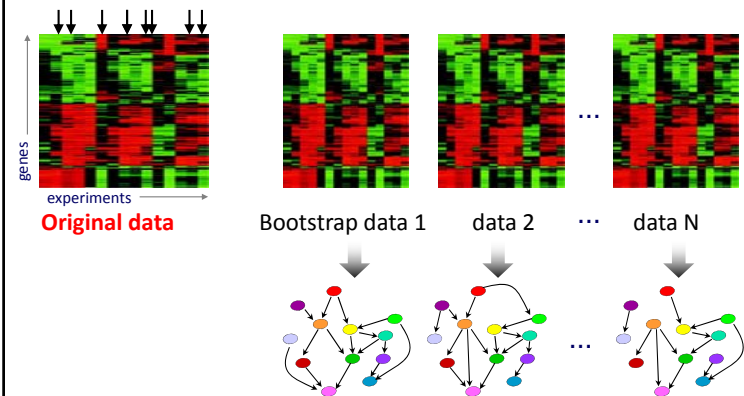 genes
experiments
Original data
...
Bootstrap data 1
data 2
...
data N
...